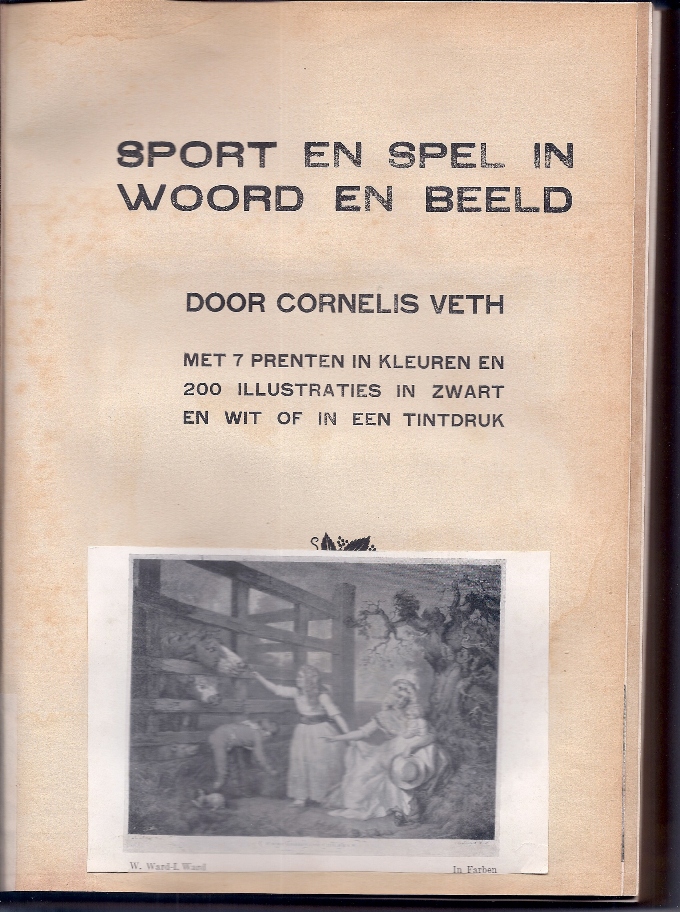 SPORT EN SPEL IN
WOORD EN BEELD
DOOR CORNELIS VETH
MET 7 PRENTEN IN KLEUREN EN
200 ILLUSTRATIES IN ZWART
EN WIT OF IN EEN TINTDRUK
W. Ward-I. Ward
In Farben